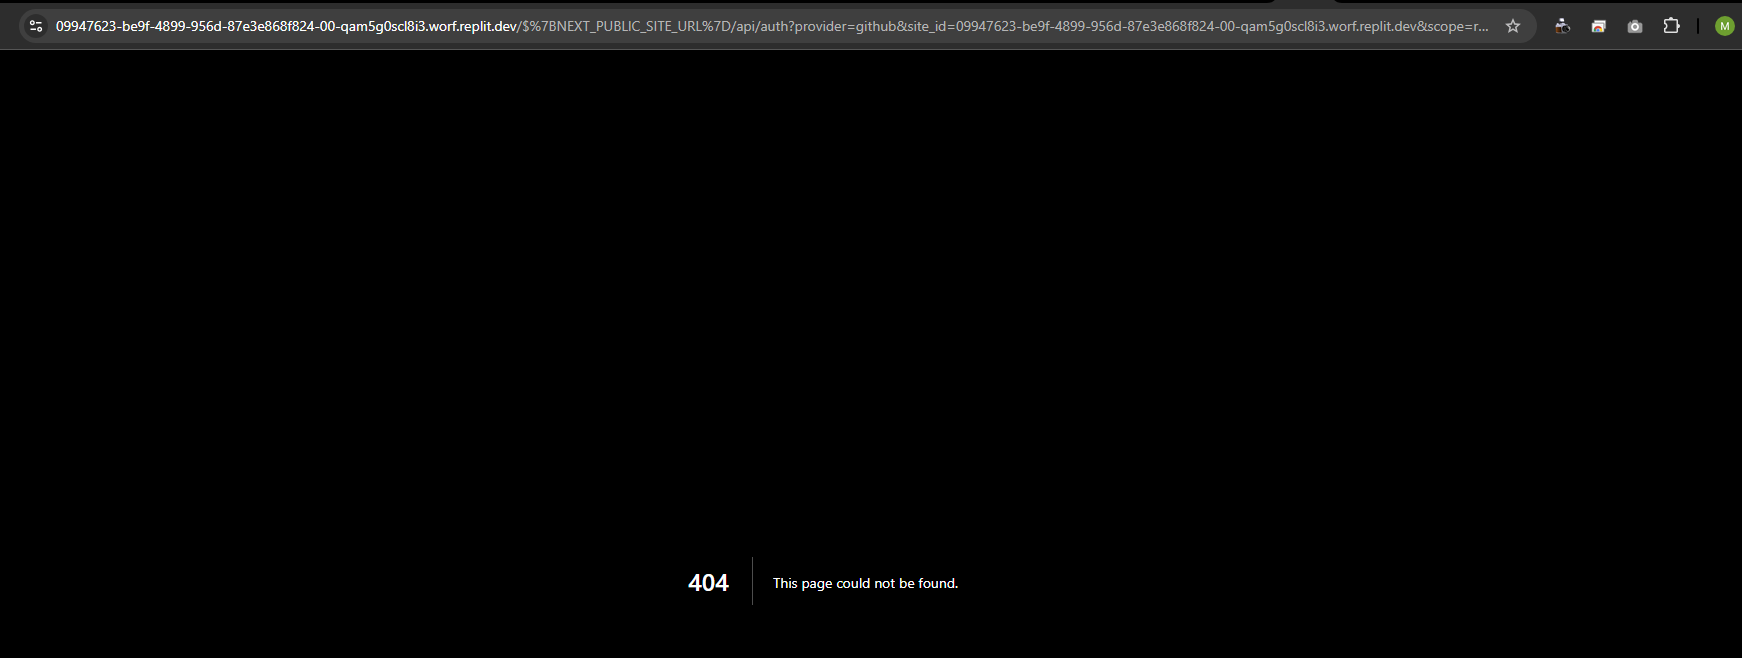 09947623-be9f-4899-956d-87e3e868f824-00-qam5g0scl8i3.worf.replit.dev/$%7BNEXT_PUBLIC_SITE_URL%7D/api/auth?provider=github&site_id=09947623-be9f-4899-956d-87e3e868f824-00-qam5g0scl8i3.worf.replit.dev&scope=r...
M
404
This page could not be found.